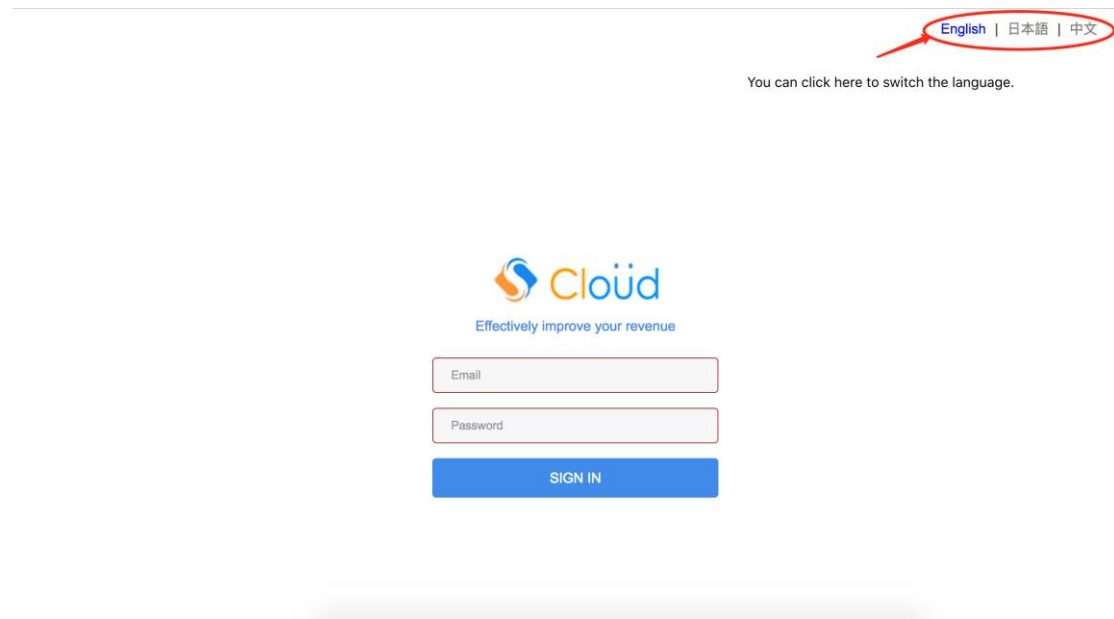 English | 日本語 | 中文
You can click here to switch the language.
Cloüd
Effectively improve your revenue
Email
Password
SIGN IN